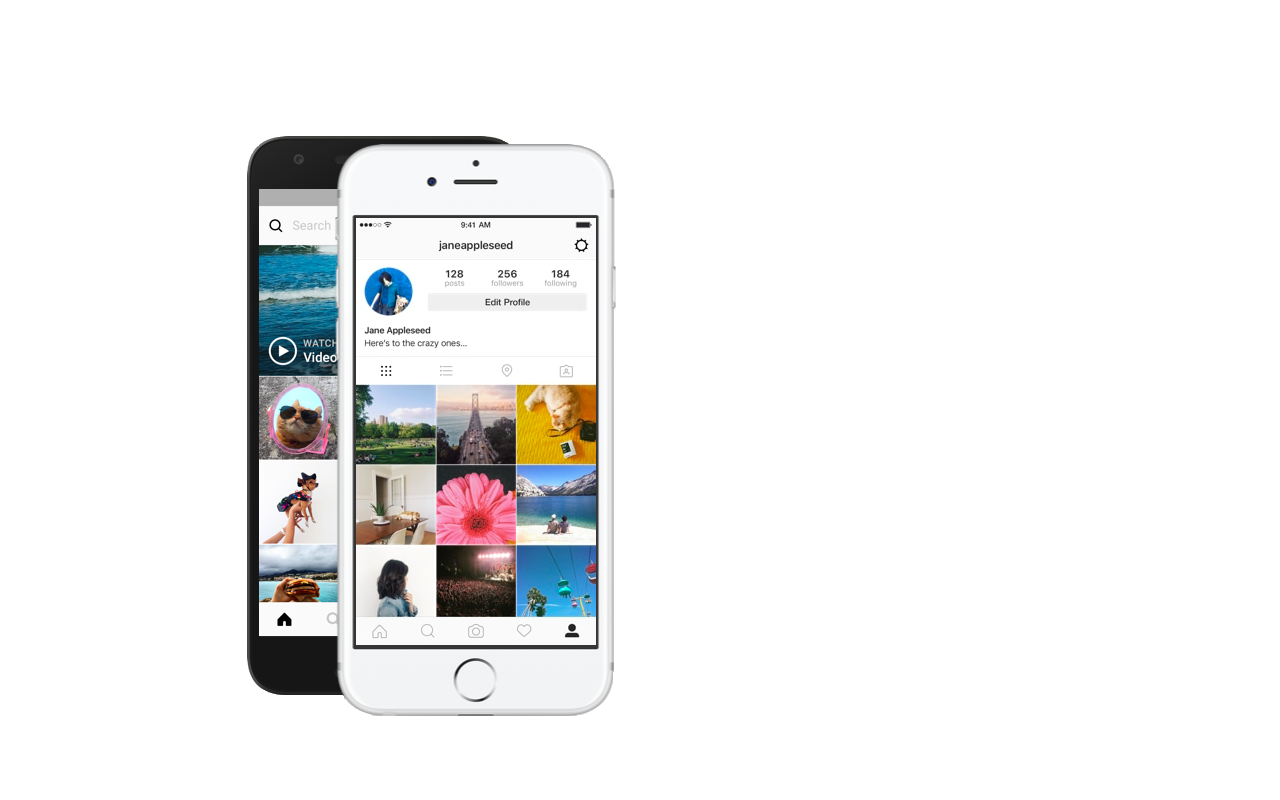 Search
WATCH
Video
9:41 AM
janeappleseed
128 256 184
posts followers following
Edit Profile
Jane Appleseed
Here's to the crazy ones...